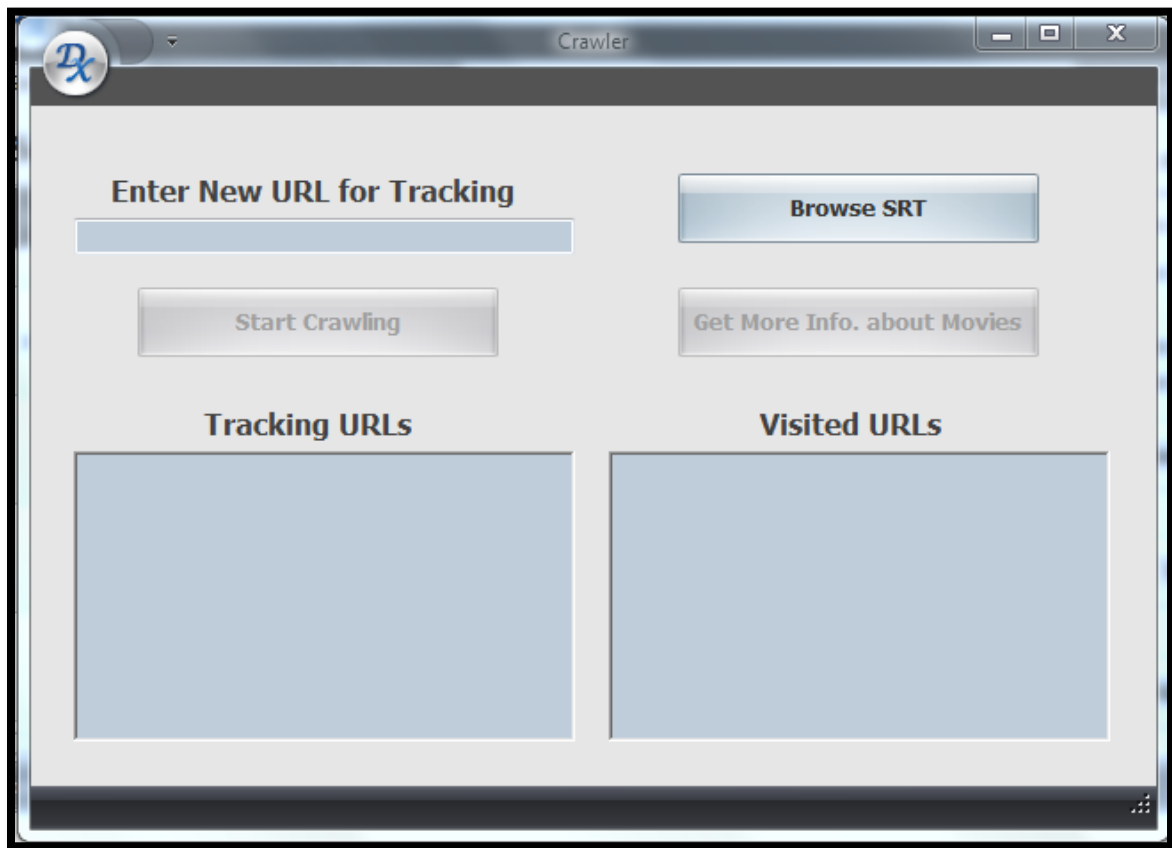 DX
Crawler
Enter New URL for Tracking
Browse SRT
Start Crawling
Get More Info. about Movies
Tracking URLs
Visited URLs